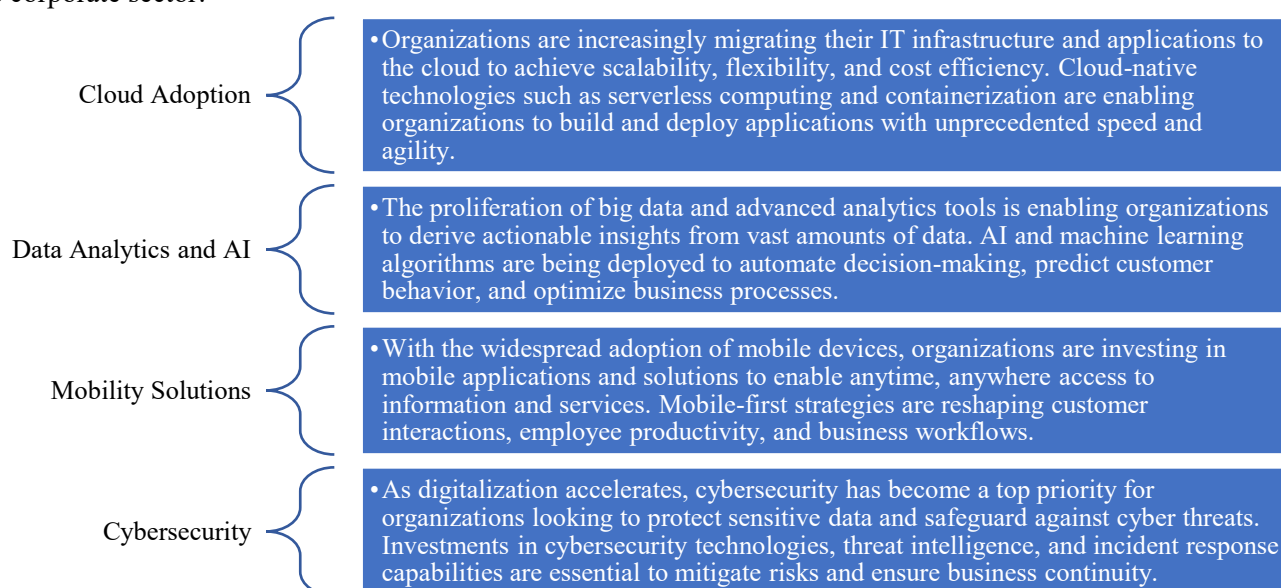 corporate sector.
Cloud Adoption
•Organizations are increasingly migrating their IT infrastructure and applications to
the cloud to achieve scalability, flexibility, and cost efficiency. Cloud-native
technologies such as serverless computing and containerization are enabling
organizations to build and deploy applications with unprecedented speed and
agility.
Data Analytics and AI
•The proliferation of big data and advanced analytics tools is enabling organizations
to derive actionable insights from vast amounts of data. AI and machine learning
algorithms are being deployed to automate decision-making, predict customer
behavior, and optimize business processes.
Mobility Solutions
•With the widespread adoption of mobile devices, organizations are investing in
mobile applications and solutions to enable anytime, anywhere access to
information and services. Mobile-first strategies are reshaping customer
interactions, employee productivity, and business workflows.
Cybersecurity
•As digitalization accelerates, cybersecurity has become a top priority for
organizations looking to protect sensitive data and safeguard against cyber threats.
Investments in cybersecurity technologies, threat intelligence, and incident response
capabilities are essential to mitigate risks and ensure business continuity.